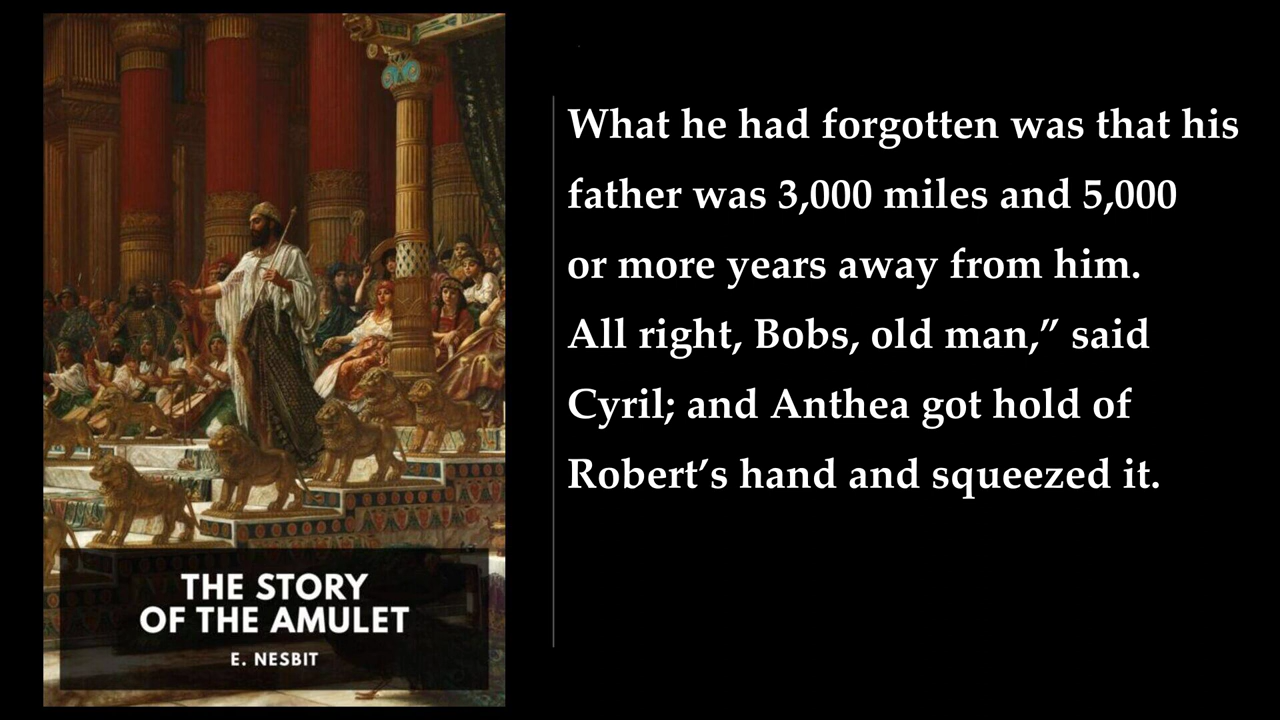 THE STORY
OF THE AMULET
E. NESBIT
What he had forgotten was that his
father was 3,000 miles and 5,000
or more years away from him.
All right, Bobs, old man,” said
Cyril; and Anthea got hold of
Robert’s hand and squeezed it.